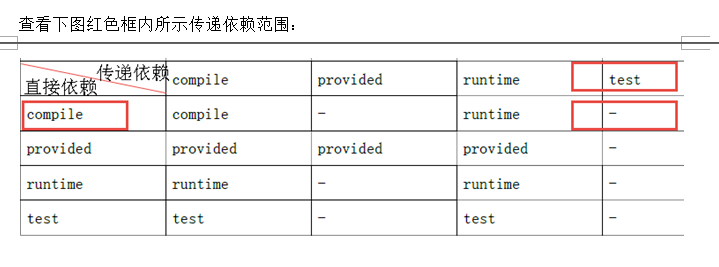 查看下图红色框内所示传递依赖范围：
传递依赖
直接依赖 compile provided runtime test
compile compile - runtime -
provided provided provided provided -
runtime runtime - runtime -
test test - test -